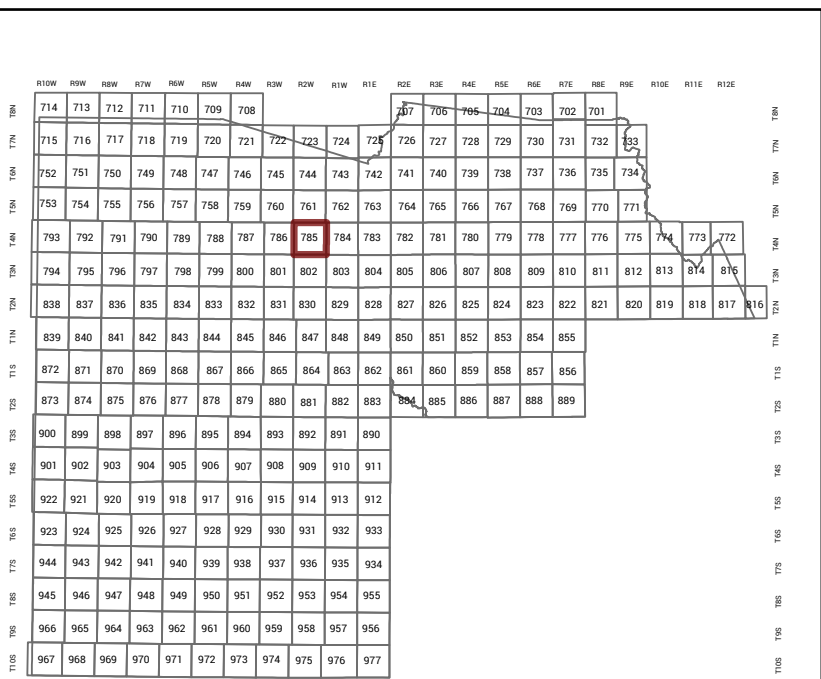 R10W R9W R8W R7W R6W R5W R4W R3W R2W R1W R1E R2E R3E R4E R5E R6E R7E R8E R9E R10E R11E R12E
T8N 714 713 712 711 710 709 708 707 706 705 704 703 702 701 T8N
T7N 715 716 717 718 719 720 721 722 723 724 725 726 727 728 729 730 731 732 733 T7N
T6N 752 751 750 749 748 747 746 745 744 743 742 741 740 739 738 737 736 735 734 T6N
T5N 753 754 755 756 757 758 759 760 761 762 763 764 765 766 767 768 769 770 771 T5N
T4N 793 792 791 790 789 788 787 786 785 784 783 782 781 780 779 778 777 776 775 774 773 772 T4N
T3N 794 795 796 797 798 799 800 801 802 803 804 805 806 807 808 809 810 811 812 813 814 815 T3N
T2N 838 837 836 835 834 833 832 831 830 829 828 827 826 825 824 823 822 821 820 819 818 817 816 T2N
T1N 839 840 841 842 843 844 845 846 847 848 849 850 851 852 853 854 855 T1N
T1S 872 871 870 869 868 867 866 865 864 863 862 861 860 859 858 857 856 T1S
T2S 873 874 875 876 877 878 879 880 881 882 883 884 885 886 887 888 889 T2S
T3S 900 899 898 897 896 895 894 893 892 891 890 T3S
T4S 901 902 903 904 905 906 907 908 909 910 911 T4S
T5S 922 921 920 919 918 917 916 915 914 913 912 T5S
T6S 923 924 925 926 927 928 929 930 931 932 933 T6S
T7S 944 943 942 941 940 939 938 937 936 935 934 T7S
T8S 945 946 947 948 949 950 951 952 953 954 955 T8S
T9S 966 965 964 963 962 961 960 959 958 957 956 T9S
T10S 967 968 969 970 971 972 973 974 975 976 977 T10S